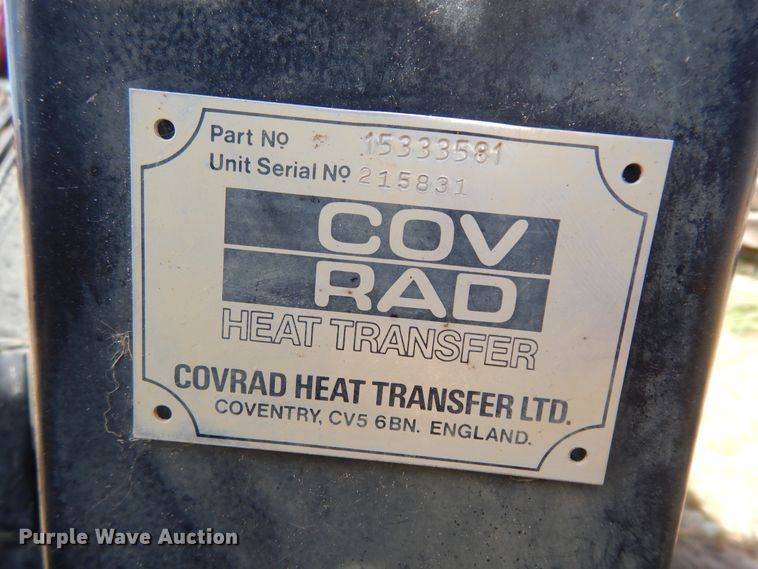 Part No 15333581
Unit Serial No 215831
COV
RAD
HEAT TRANSFER
COVRAD HEAT TRANSFER LTD.
COVENTRY, CV5 6BN. ENGLAND.
Purple Wave Auction®